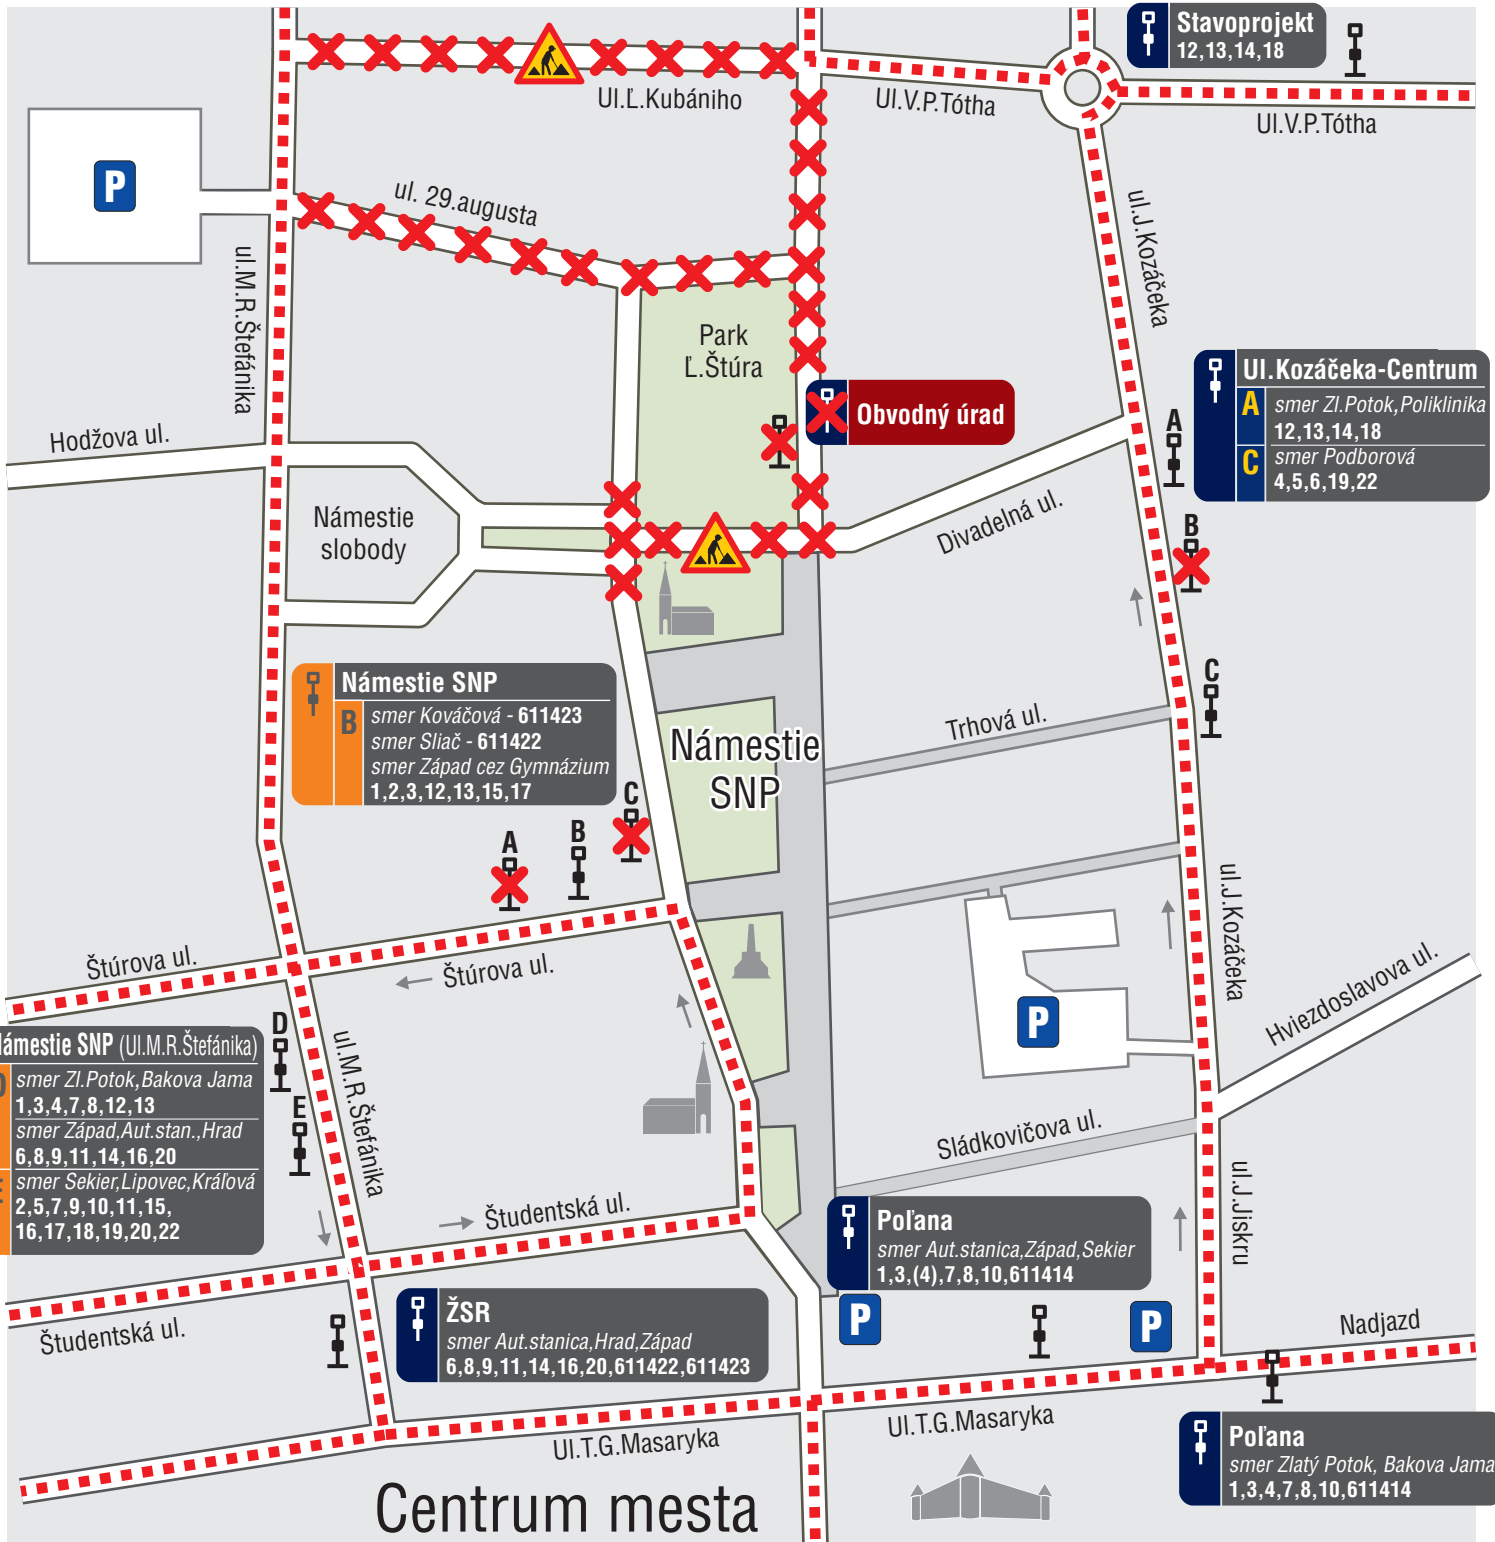 Stavoprojekt
12,13,14,18
Ul.Ľ.Kubániho
Ul.V.P.Tótha
Ul.V.P.Tótha
P
ul. 29.augusta
ul.J.Kozáčeka
ul.M.R.Štefánika
Park
Ľ.Štúra
Ul.Kozáčeka-Centrum
A smer Zl.Potok,Poliklinika
12,13,14,18
C smer Podborová
4,5,6,19,22
Obvodný úrad
A
Hodžova ul.
Námestie
slobody
Divadelná ul.
B
C
Námestie SNP
B smer Kováčová - 611423
smer Sliač - 611422
smer Západ cez Gymnázium
1,2,3,12,13,15,17
Trhová ul.
Námestie
SNP
C
B
A
ul.J.Kozáčeka
Štúrova ul.
Štúrova ul.
Hviezdoslavova ul.
P
D
ámestie SNP (Ul.M.R.Štefánika)
smer Zl.Potok,Bakova Jama
1,3,4,7,8,12,13
smer Západ,Aut.stan.,Hrad
6,8,9,11,14,16,20
smer Sekier,Lipovec,Kráľová
2,5,7,9,10,11,15,
16,17,18,19,20,22
E
ul.M.R.Štefánika
Sládkovičova ul.
ul.J.Jiskru
Študentská ul.
Poľana
smer Aut.stanica,Západ,Sekier
1,3,(4),7,8,10,611414
Študentská ul.
ŽSR
smer Aut.stanica,Hrad,Západ
6,8,9,11,14,16,20,611422,611423
P
P
Nadjazd
Ul.T.G.Masaryka
Ul.T.G.Masaryka
Poľana
smer Zlatý Potok, Bakova Jama
1,3,4,7,8,10,611414
Centrum mesta